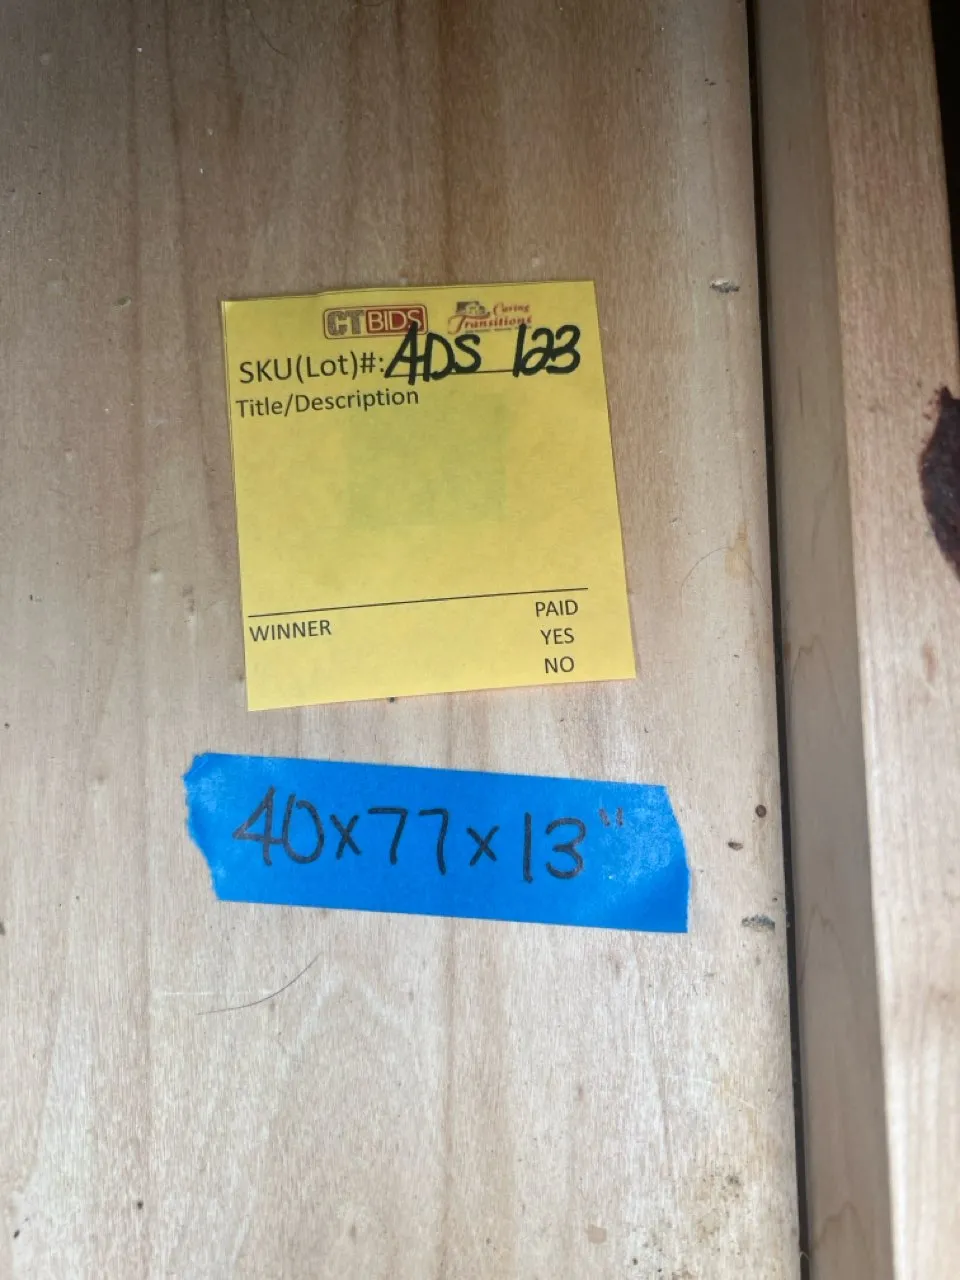 CTBIDS Caring Transitions
SKU(Lot)#: ADS 123
Title/Description
WINNER
PAID
YES
NO
40x77x13"